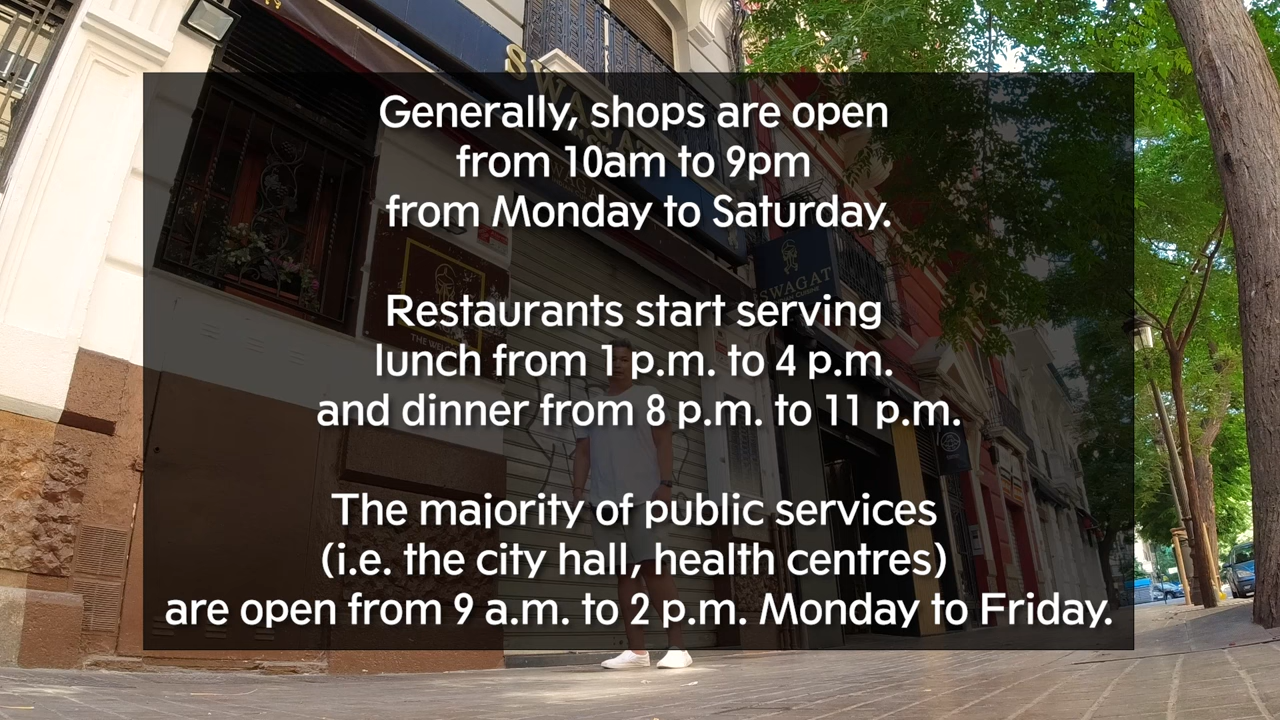 Generally, shops are open
from 10am to 9pm
from Monday to Saturday.
Restaurants start serving
lunch from 1 p.m. to 4 p.m.
and dinner from 8 p.m. to 11 p.m.
The majority of public services
(i.e. the city hall, health centres)
are open from 9 a.m. to 2 p.m. Monday to Friday.
SWAGAT